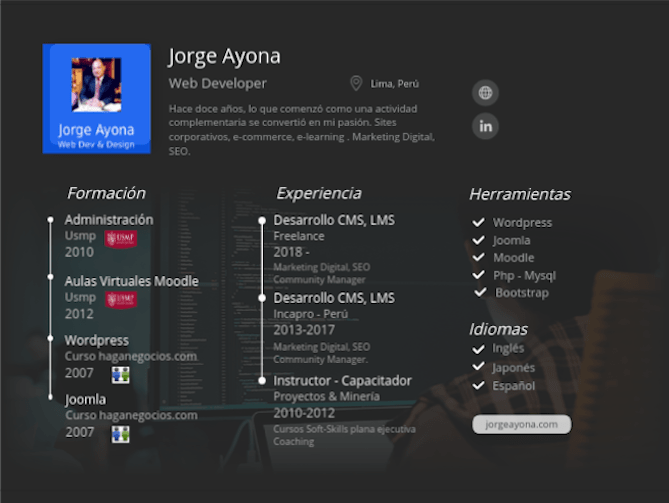 Jorge Ayona
Web Developer
Lima, Perú
Hace doce años, lo que comenzó como una actividad
complementaria se convirtió en mi pasión. Sites
corporativos, e-commerce, e-learning . Marketing Digital,
SEO.
Jorge Ayona
Web Dev & Design
in
Formación
Administración
Usmp
USMP
2010
Aulas Virtuales Moodle
Usmp
USMP
2012
Wordpress
Curso haganegocios.com
2007
Joomla
Curso haganegocios.com
2007
Experiencia
Desarrollo CMS, LMS
Freelance
2018 -
Marketing Digital, SEO
Community Manager
Desarrollo CMS, LMS
Incapro - Perú
2013-2017
Marketing Digital, SEO
Community Manager.
Instructor - Capacitador
Proyectos & Minería
2010-2012
Cursos Soft-Skills plana ejecutiva
Coaching
Herramientas
Wordpress
Joomla
Moodle
Php - Mysql
Bootstrap
Idiomas
Inglés
Japonés
Español
jorgeayona.com